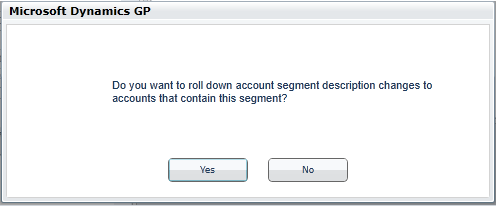 Microsoft Dynamics GP
Do you want to roll down account segment description changes to
accounts that contain this segment?
Yes
No